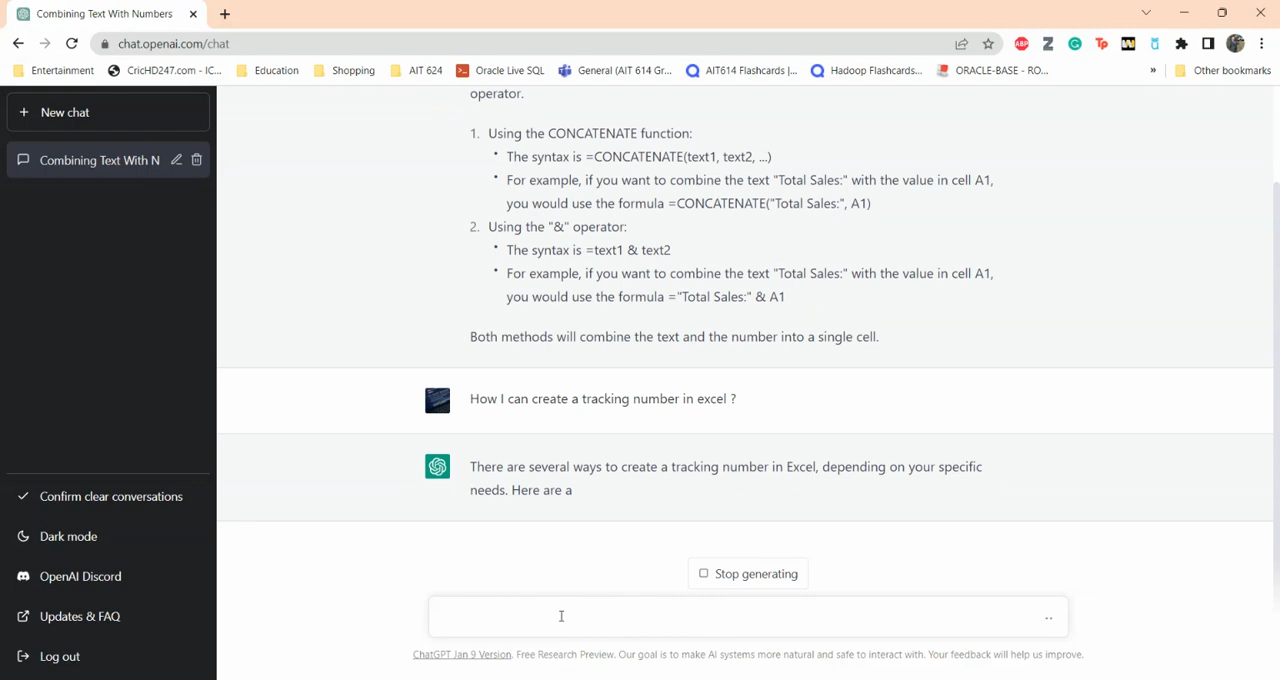 Combining Text With Numbers
chat.openai.com/chat
ABP
Z
G
Tp
W
Entertainment
CricHD247.com - IC...
Education
Shopping
AIT 624
Oracle Live SQL
General (AIT 614 Gr...
AIT614 Flashcards |...
Hadoop Flashcards...
ORACLE-BASE - RO...
»
Other bookmarks
New chat
Combining Text With N
operator.
1. Using the CONCATENATE function:
• The syntax is =CONCATENATE(text1, text2, ...)
• For example, if you want to combine the text "Total Sales:" with the value in cell A1,
you would use the formula =CONCATENATE("Total Sales:", A1)
2. Using the "&" operator:
• The syntax is =text1 & text2
• For example, if you want to combine the text "Total Sales:" with the value in cell A1,
you would use the formula ="Total Sales:" & A1
Both methods will combine the text and the number into a single cell.
How I can create a tracking number in excel ?
There are several ways to create a tracking number in Excel, depending on your specific
needs. Here are a
Confirm clear conversations
Dark mode
OpenAI Discord
Updates & FAQ
Log out
Stop generating
··
ChatGPT Jan 9 Version. Free Research Preview. Our goal is to make AI systems more natural and safe to interact with. Your feedback will help us improve.